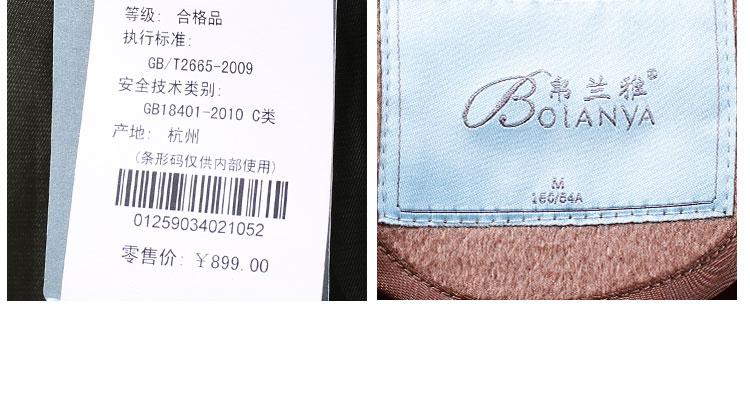 等级: 合格品
执行标准:
GB/T2665-2009
安全技术类别:
GB18401-2010 C类
产地: 杭州
(条形码仅供内部使用)
01259034021052
零售价: ￥899.00
帛兰雅®
BOLANYA
M
160/84A